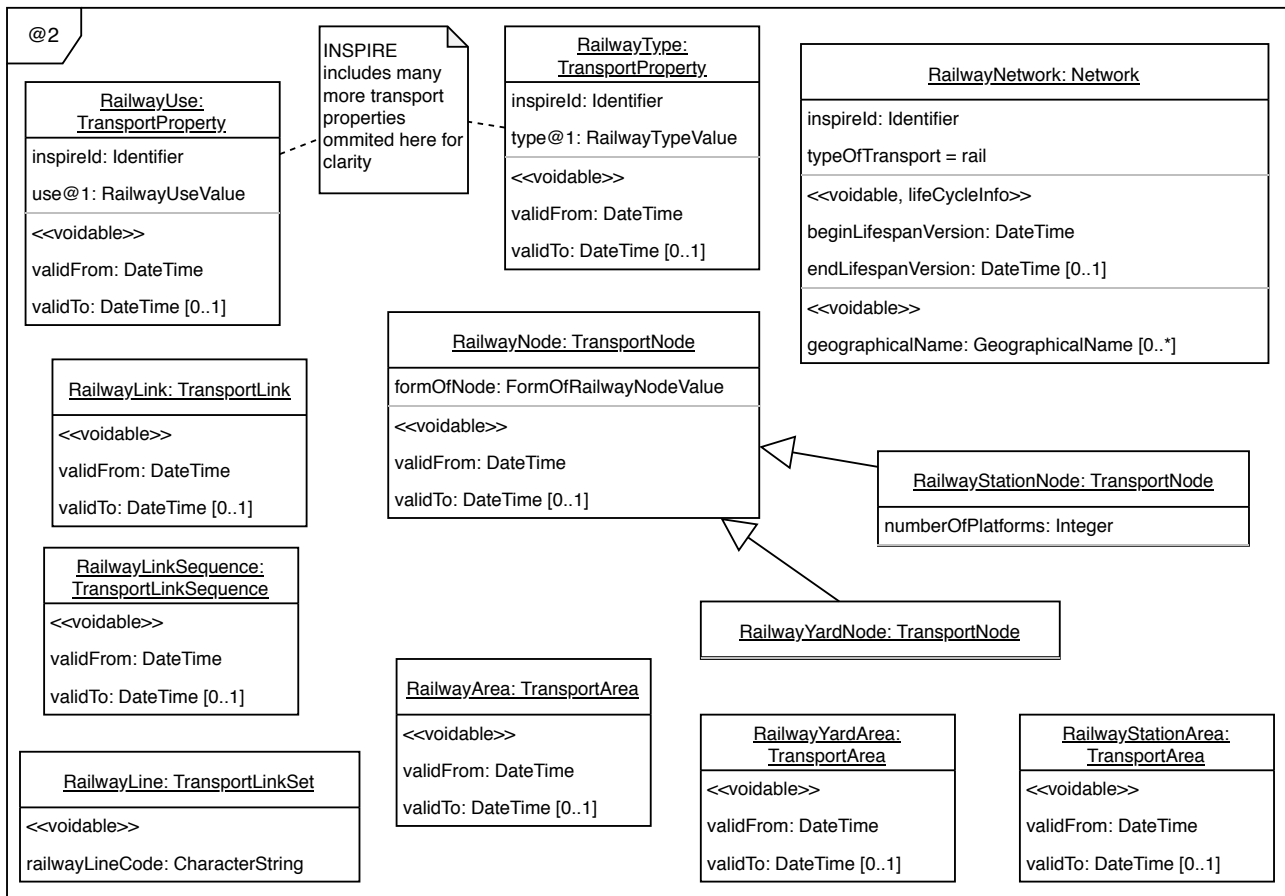 @2
RailwayUse:
TransportProperty
inspireId: Identifier
use@1: RailwayUseValue
<<voidable>>
validFrom: DateTime
validTo: DateTime [0..1]
INSPIRE
includes many
more transport
properties
ommited here for
clarity
RailwayType:
TransportProperty
inspireId: Identifier
type@1: RailwayTypeValue
<<voidable>>
validFrom: DateTime
validTo: DateTime [0..1]
RailwayNetwork: Network
inspireId: Identifier
typeOfTransport = rail
<<voidable, lifeCycleInfo>>
beginLifespanVersion: DateTime
endLifespanVersion: DateTime [0..1]
<<voidable>>
geographicalName: GeographicalName [0..*]
RailwayLink: TransportLink
<<voidable>>
validFrom: DateTime
validTo: DateTime [0..1]
RailwayNode: TransportNode
formOfNode: FormOfRailwayNodeValue
<<voidable>>
validFrom: DateTime
validTo: DateTime [0..1]
RailwayStationNode: TransportNode
numberOfPlatforms: Integer
RailwayLinkSequence:
TransportLinkSequence
<<voidable>>
validFrom: DateTime
validTo: DateTime [0..1]
RailwayYardNode: TransportNode
RailwayArea: TransportArea
<<voidable>>
validFrom: DateTime
validTo: DateTime [0..1]
RailwayYardArea:
TransportArea
<<voidable>>
validFrom: DateTime
validTo: DateTime [0..1]
RailwayStationArea:
TransportArea
<<voidable>>
validFrom: DateTime
validTo: DateTime [0..1]
RailwayLine: TransportLinkSet
<<voidable>>
railwayLineCode: CharacterString